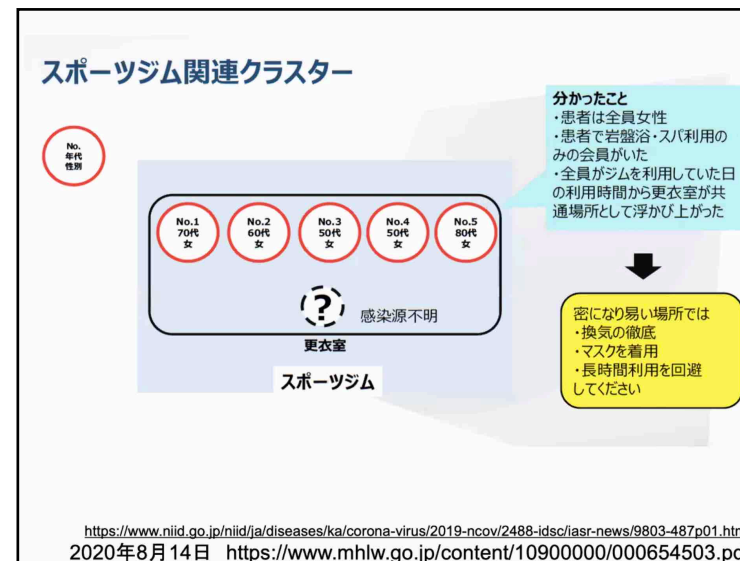 スポーツジム関連クラスター
No.
年代
性別
分かったこと
・患者は全員女性
・患者で岩盤浴・スパ利用の
みの会員がいた
・全員がジムを利用していた日
の利用時間から更衣室が共
通場所として浮かび上がった
No.1
70代
女
No.2
60代
女
No.3
50代
女
No.4
50代
女
No.5
80代
女
?
感染源不明
更衣室
スポーツジム
密になり易い場所では
・換気の徹底
・マスクを着用
・長時間利用を回避
してください
https://www.niid.go.jp/niid/ja/diseases/ka/corona-virus/2019-ncov/2488-idsc/iasr-news/9803-487p01.htm
2020年8月14日 https://www.mhlw.go.jp/content/10900000/000654503.pd